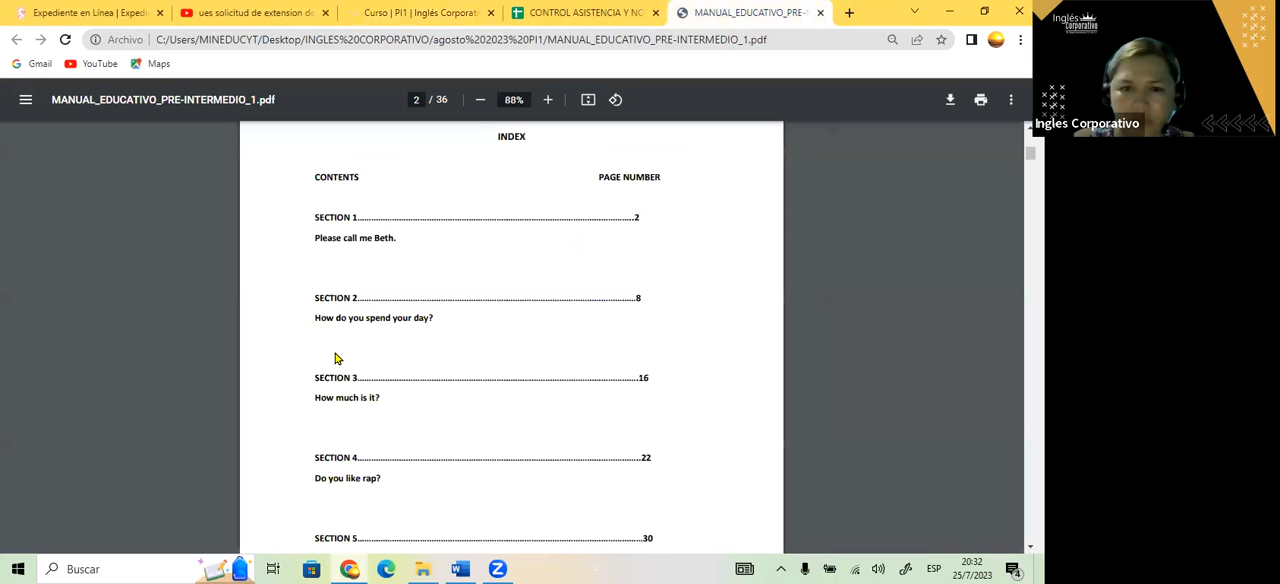 Expediente en Línea | Expedi
ues solicitud de extension de
Curso | PI1 | Inglés Corporati
CONTROL ASISTENCIA Y NO
MANUAL_EDUCATIVO_PRE-I
Archivo
C:/Users/MINEDUCYT/Desktop/INGLES%20CORPORATIVO/agosto%202023%20PI1/MANUAL_EDUCATIVO_PRE-INTERMEDIO_1.pdf
Gmail YouTube Maps
MANUAL_EDUCATIVO_PRE-INTERMEDIO_1.pdf
2 / 36
88%
INDEX
CONTENTS PAGE NUMBER
SECTION 1..........2
Please call me Beth.
SECTION 2..........8
How do you spend your day?
SECTION 3..........16
How much is it?
SECTION 4..........22
Do you like rap?
SECTION 5..........30
Inglés
Corporativo
Ingles Corporativo
Buscar
ESP
20:32
25/7/2023
4